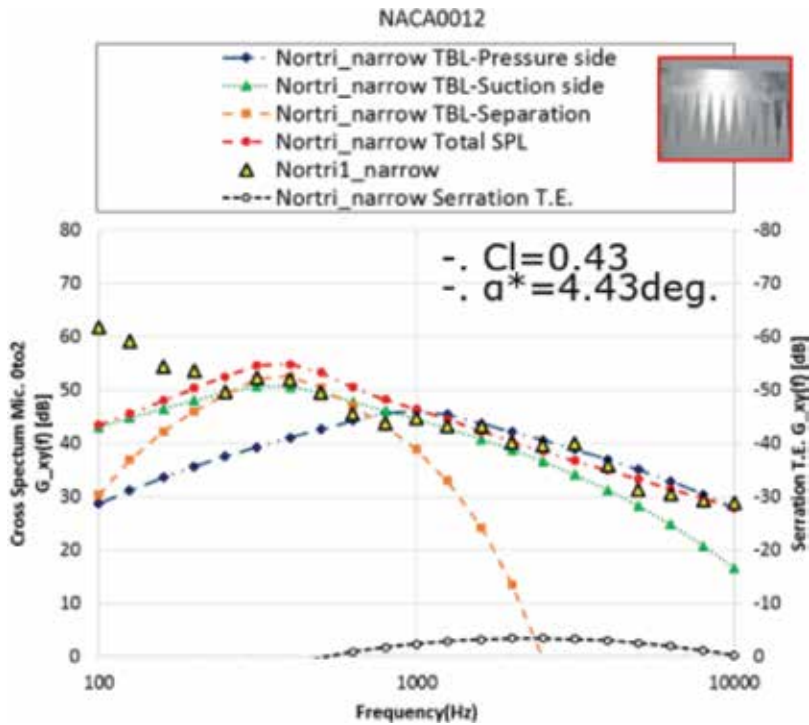 NACA0012
Nortri_narrow TBL-Pressure side
Nortri_narrow TBL-Suction side
Nortri_narrow TBL-Separation
Nortri_narrow Total SPL
Nortri1_narrow
Nortri_narrow Serration T.E.
-. Cl=0.43
-. a*=4.43deg.
80
70
60
50
40
30
20
10
0
-80
-70
-60
-50
-40
-30
-20
-10
0
Cross Spectum Mic. 0to2
G_xy(f) [dB]
Serration T.E. G_xy(f) [dB]
100
1000
10000
Frequency(Hz)